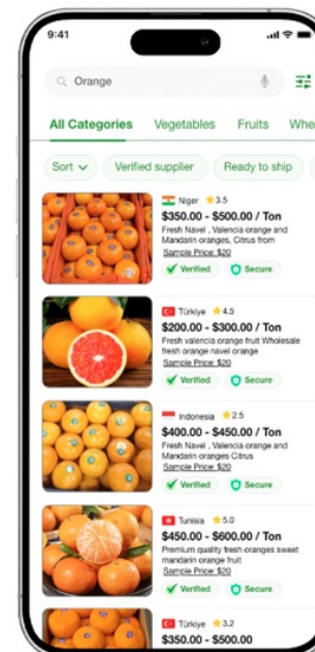 9:41
Orange
All Categories Vegetables Fruits Whe
Sort Verified supplier Ready to ship
Niger 3.5
$350.00 - $500.00 / Ton
Fresh Navel , Valencia orange and
Mandarin oranges, Citrus from
Sample Price: $20
Verified Secure
Türkiye 4.5
$200.00 - $300.00 / Ton
Fresh valencia orange fruit Wholesale
fresh orange navel orange
Sample Price: $20
Verified Secure
Indonesia 2.5
$400.00 - $450.00 / Ton
Fresh Navel , Valencia orange and
Mandarin oranges Citrus
Sample Price: $20
Verified Secure
Tunisia 5.0
$450.00 - $600.00 / Ton
Premium quality fresh oranges sweet
mandarin orange fruit
Sample Price: $20
Verified Secure
Türkiye 3.2
$350.00 - $500.00